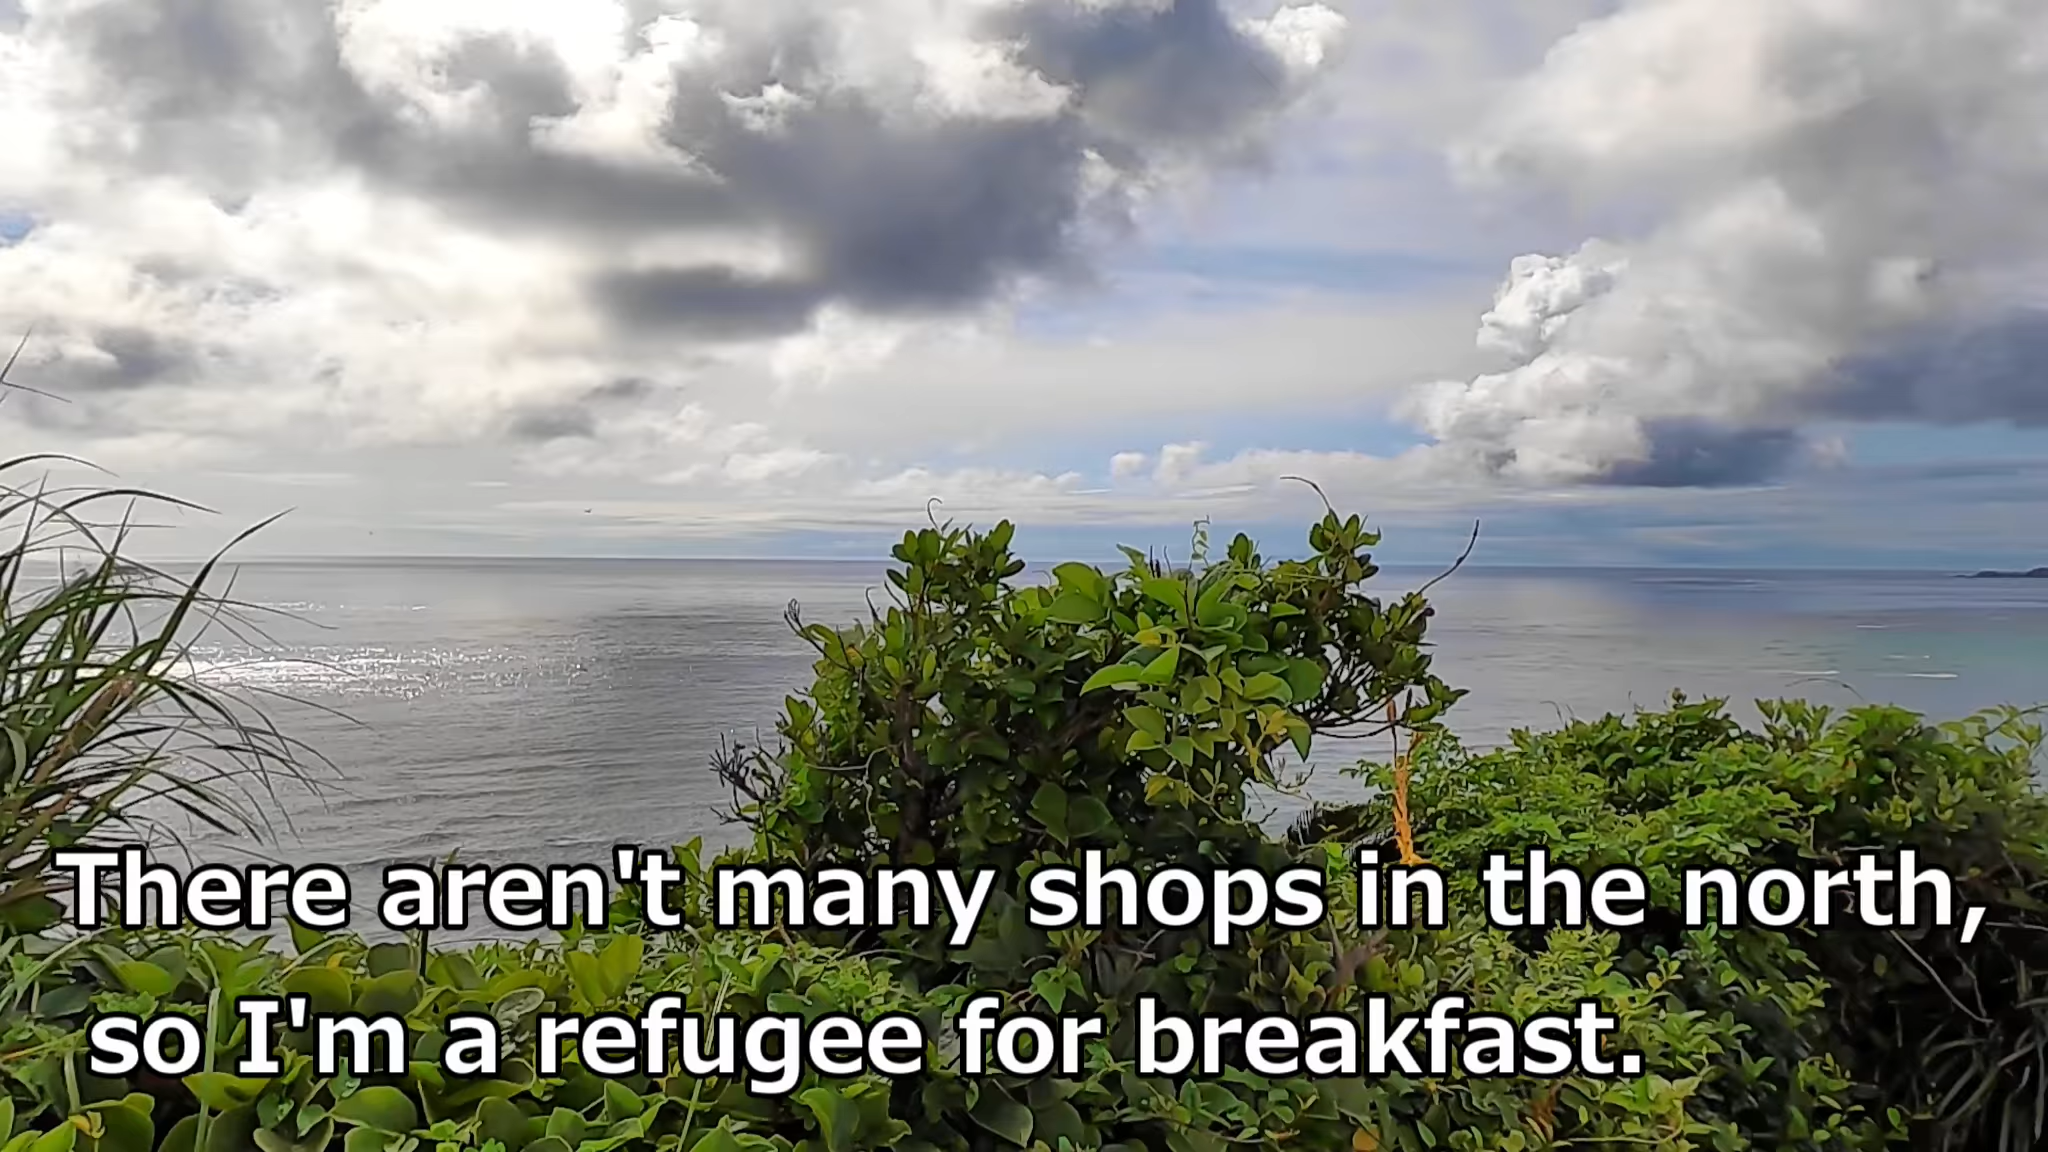 There aren't many shops in the north,
so I'm a refugee for breakfast.